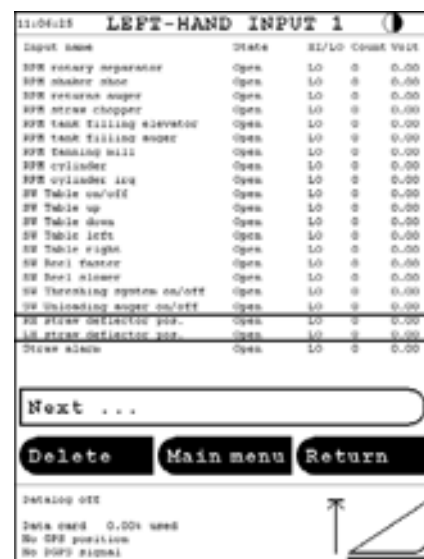 11:06:15 LEFT-HAND INPUT 1
Input name State HI/LO Count Volt
RPM rotary separator Open LO 0 0.00
RPM shaker shoe Open LO 0 0.00
RPM returns auger Open LO 0 0.00
RPM straw chopper Open LO 0 0.00
RPM tank filling elevator Open LO 0 0.00
RPM tank filling auger Open LO 0 0.00
RPM fanning mill Open LO 0 0.00
RPM cylinder Open LO 0 0.00
RPM cylinder irq Open LO 0 0.00
SW Table on/off Open LO 0 0.00
SW Table up Open LO 0 0.00
SW Table down Open LO 0 0.00
SW Table left Open LO 0 0.00
SW Table right Open LO 0 0.00
SW Reel faster Open LO 0 0.00
SW Reel slower Open LO 0 0.00
SW Threshing system on/off Open LO 0 0.00
SW Unloading auger on/off Open LO 0 0.00
RH straw deflector pos. Open LO 0 0.00
LH straw deflector pos. Open LO 0 0.00
Straw alarm Open LO 0 0.00
Next ...
Delete Main menu Return
Datalog off
Data card 0.00% used
No GPS position
No DGPS signal